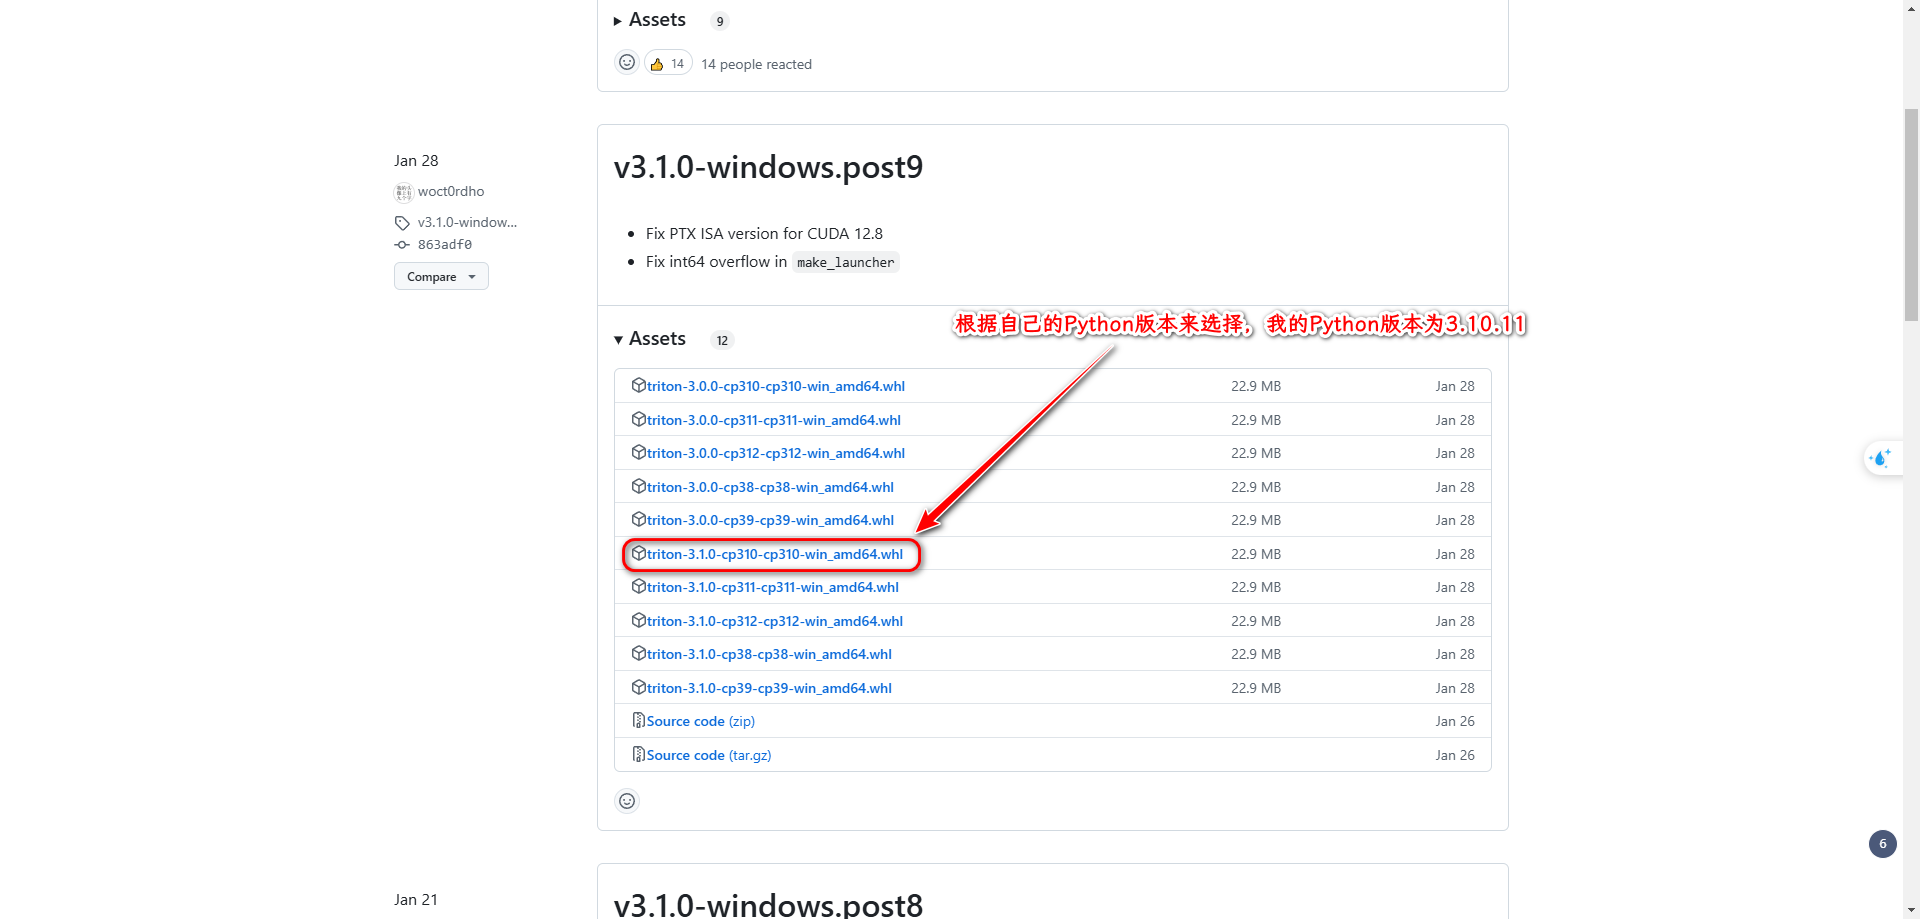 Assets 9
14 14 people reacted
Jan 28
woct0rdho
v3.1.0-window...
863adf0
Compare
v3.1.0-windows.post9
Fix PTX ISA version for CUDA 12.8
Fix int64 overflow in make_launcher
根据自己的Python版本来选择，我的Python版本为3.10.11
Assets 12
triton-3.0.0-cp310-cp310-win_amd64.whl 22.9 MB Jan 28
triton-3.0.0-cp311-cp311-win_amd64.whl 22.9 MB Jan 28
triton-3.0.0-cp312-cp312-win_amd64.whl 22.9 MB Jan 28
triton-3.0.0-cp38-cp38-win_amd64.whl 22.9 MB Jan 28
triton-3.0.0-cp39-cp39-win_amd64.whl 22.9 MB Jan 28
triton-3.1.0-cp310-cp310-win_amd64.whl 22.9 MB Jan 28
triton-3.1.0-cp311-cp311-win_amd64.whl 22.9 MB Jan 28
triton-3.1.0-cp312-cp312-win_amd64.whl 22.9 MB Jan 28
triton-3.1.0-cp38-cp38-win_amd64.whl 22.9 MB Jan 28
triton-3.1.0-cp39-cp39-win_amd64.whl 22.9 MB Jan 28
Source code (zip) Jan 26
Source code (tar.gz) Jan 26
6
Jan 21
v3.1.0-windows.post8